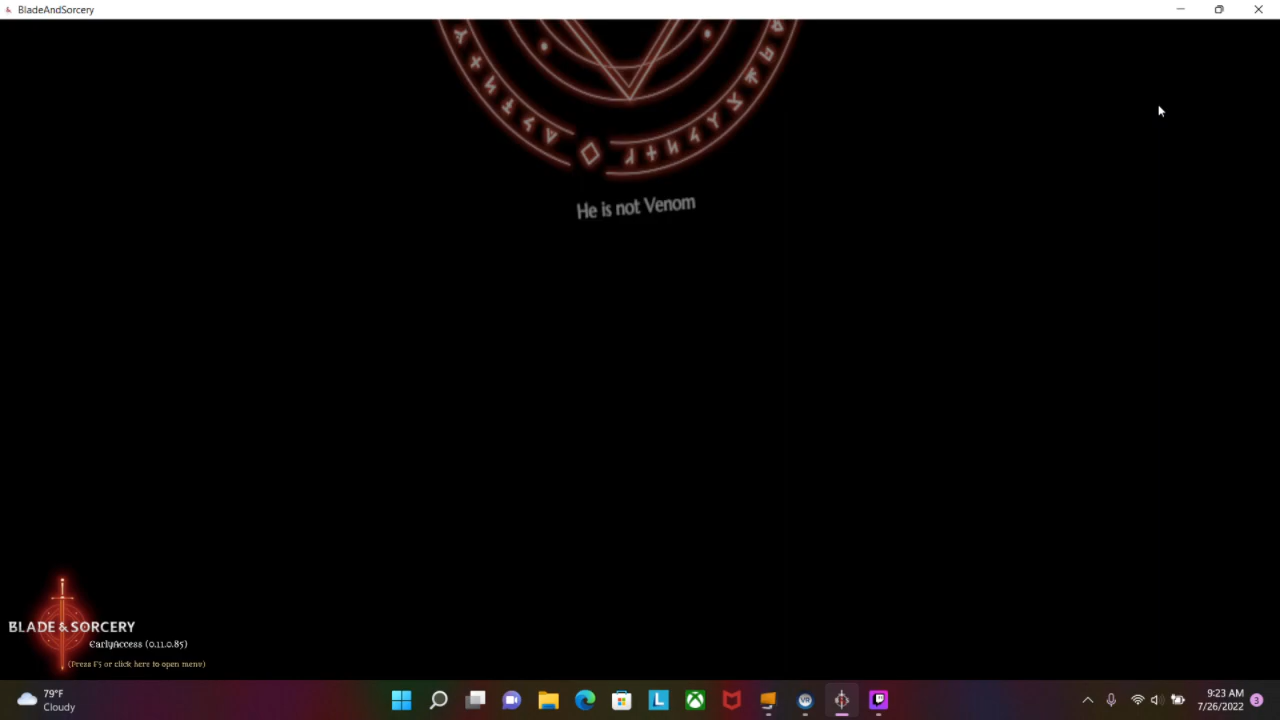 BladeAndSorcery
He is not Venom
BLADE & SORCERY
EarlyAccess (0.11.0.85)
(Press F5 or click here to open menu)
79°F
Cloudy
9:23 AM
7/26/2022
3